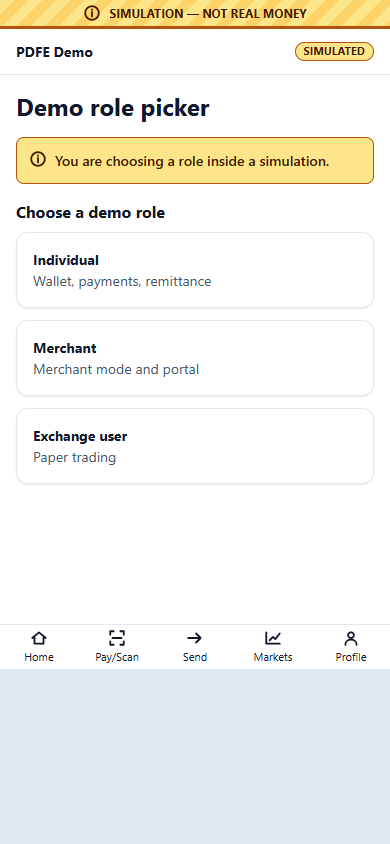 SIMULATION — NOT REAL MONEY
PDFE Demo
SIMULATED
Demo role picker
You are choosing a role inside a simulation.
Choose a demo role
Individual
Wallet, payments, remittance
Merchant
Merchant mode and portal
Exchange user
Paper trading
Home
Pay/Scan
Send
Markets
Profile